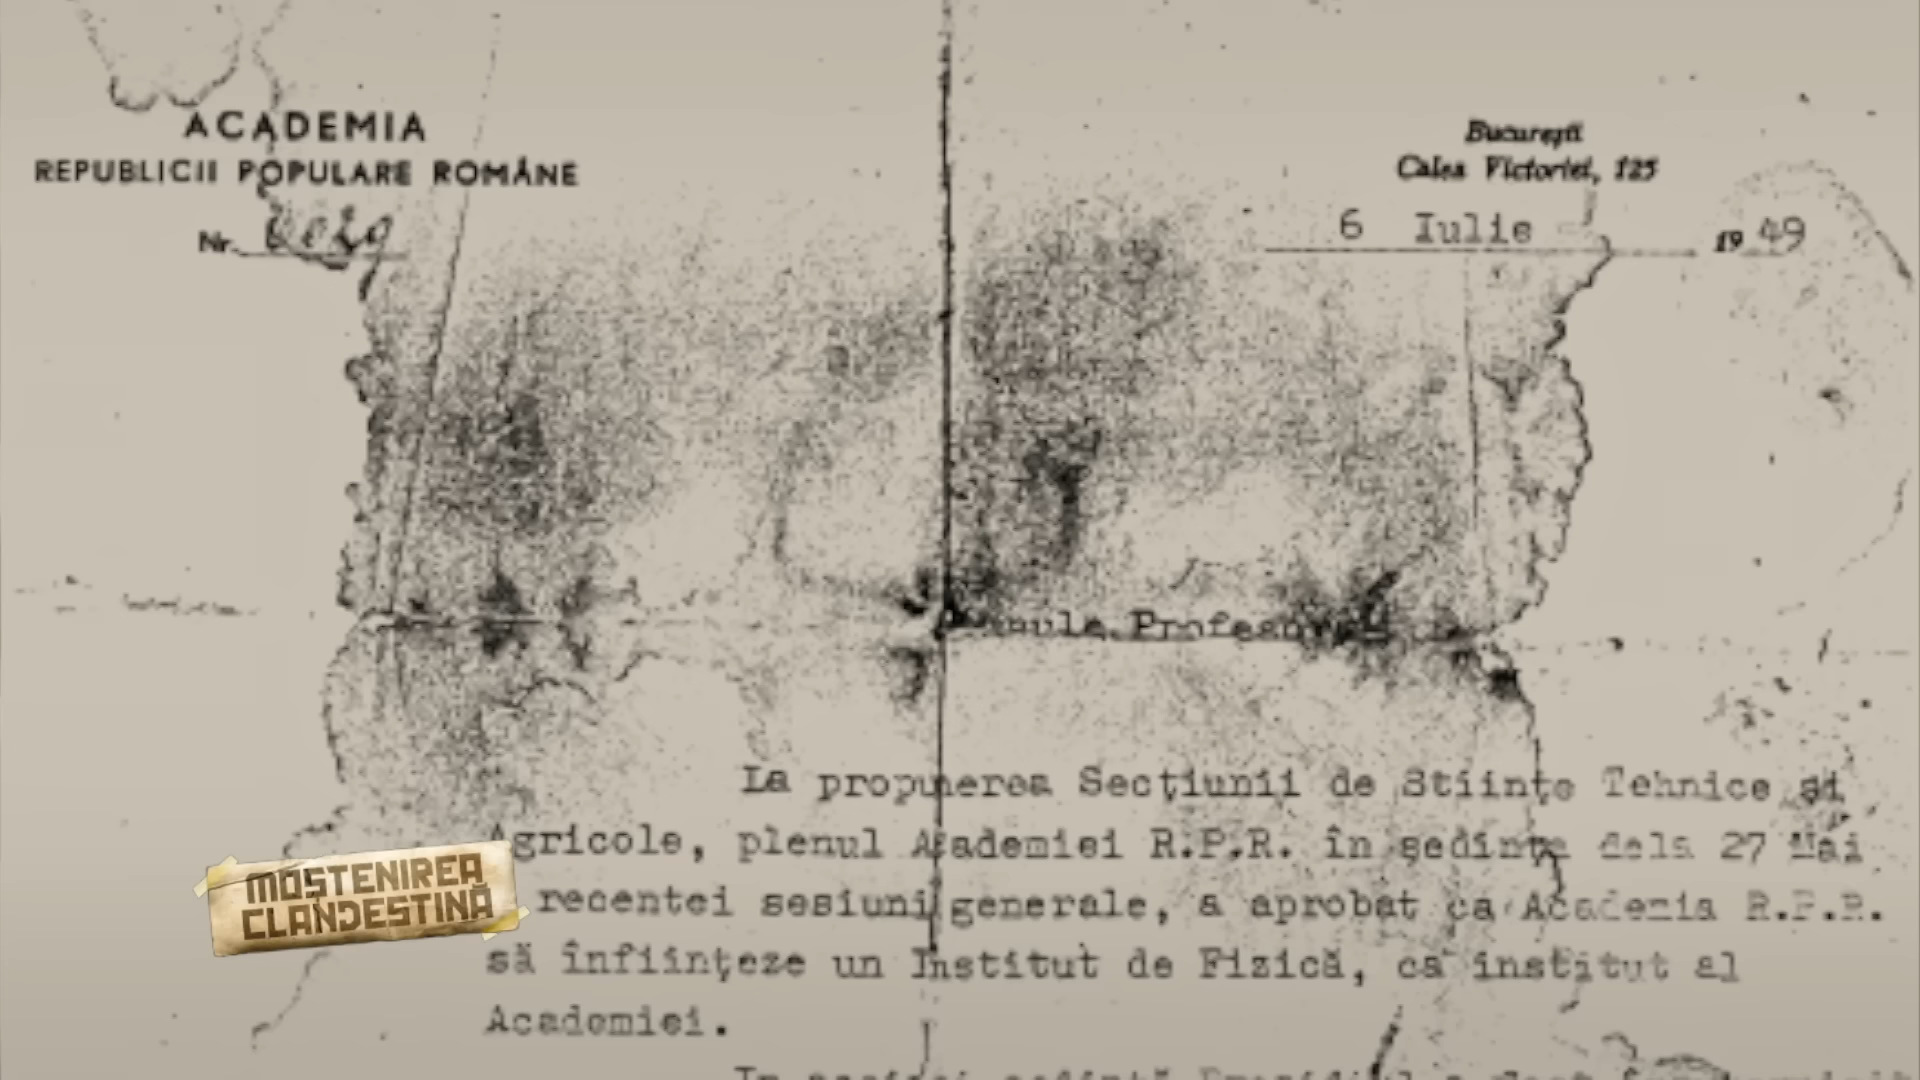 ACADEMIA
REPUBLICII POPULARE ROMÂNE
Nr.
București
Calea Victoriei, 125
6 Iulie 1949
Profesor
La propunerea Secțiunii de Stiințe Tehnice și
Agricole, plenul Academiei R.P.R. în ședința dela 27 Mai
recentei sesiuni generale, a aprobat ca Academia R.P.R.
să înființeze un Institut de Fizică, ca institut al
Academiei.
MOȘTENIREA
CLANDESTINĂ